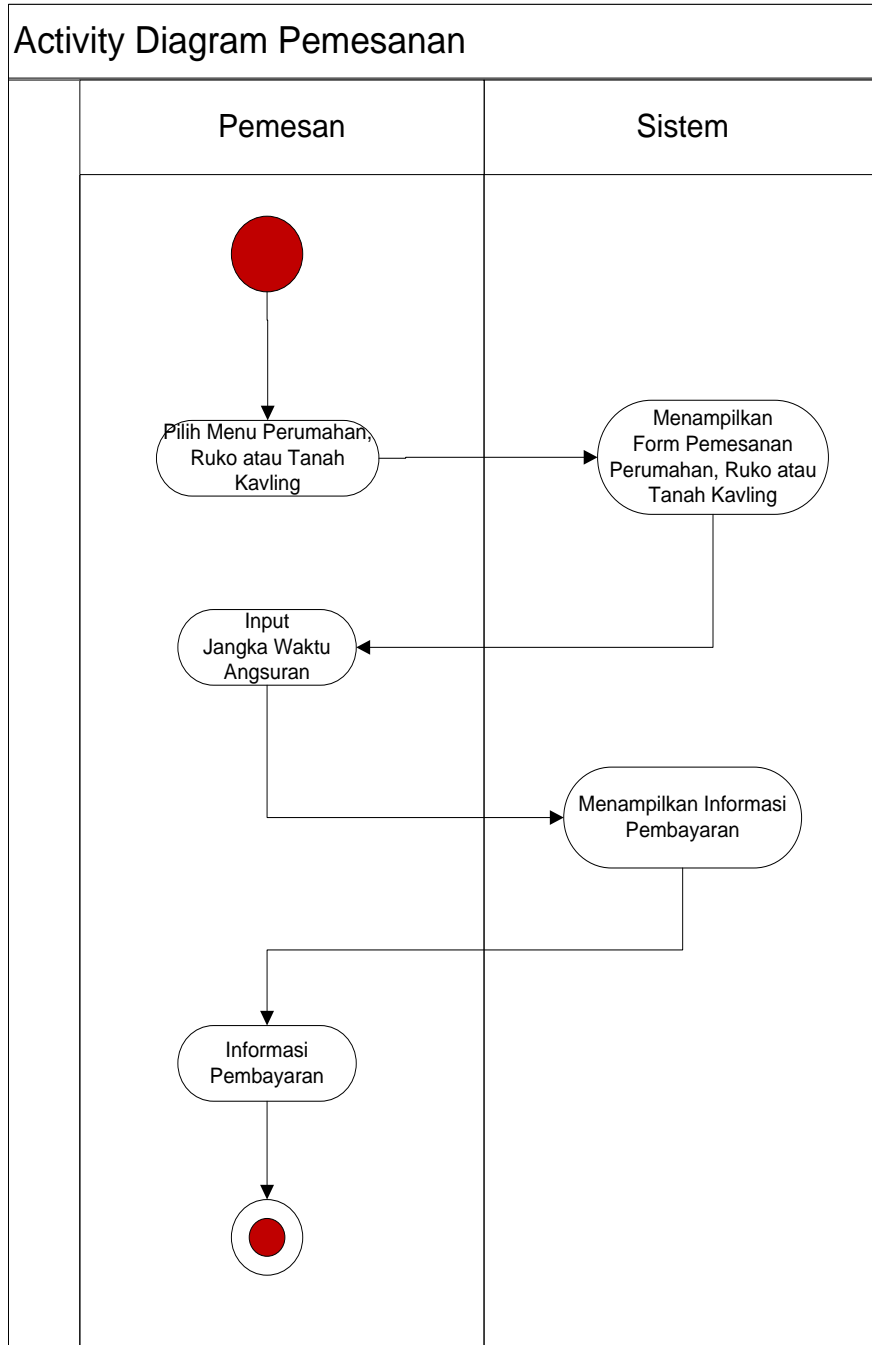 Activity Diagram Pemesanan
Pemesan
Sistem
Pilih Menu Perumahan,
Ruko atau Tanah
Kavling
Menampilkan
Form Pemesanan
Perumahan, Ruko atau
Tanah Kavling
Input
Jangka Waktu
Angsuran
Menampilkan Informasi
Pembayaran
Informasi
Pembayaran